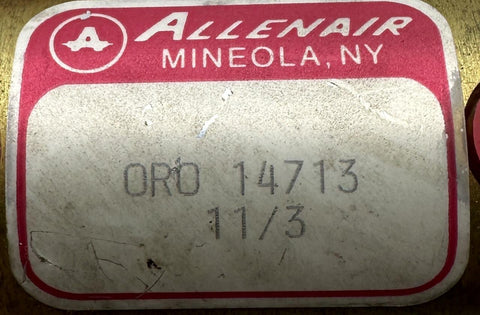 A
ALLENAIR
MINEOLA, NY
ORO 14713
11/3